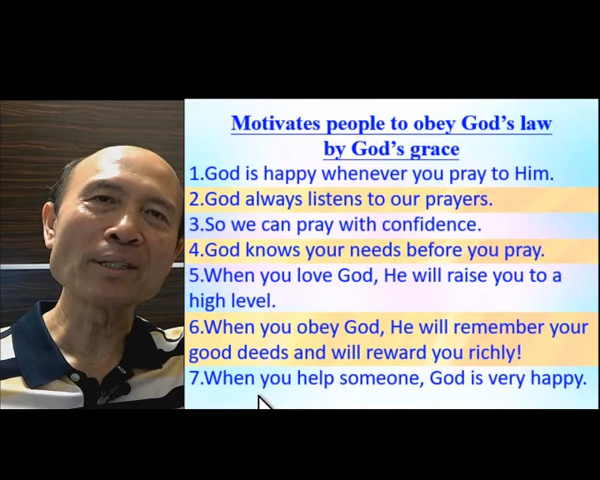 Motivates people to obey God's law
by God's grace
1.God is happy whenever you pray to Him.
2.God always listens to our prayers.
3.So we can pray with confidence.
4.God knows your needs before you pray.
5.When you love God, He will raise you to a
high level.
6.When you obey God, He will remember your
good deeds and will reward you richly!
7.When you help someone, God is very happy.